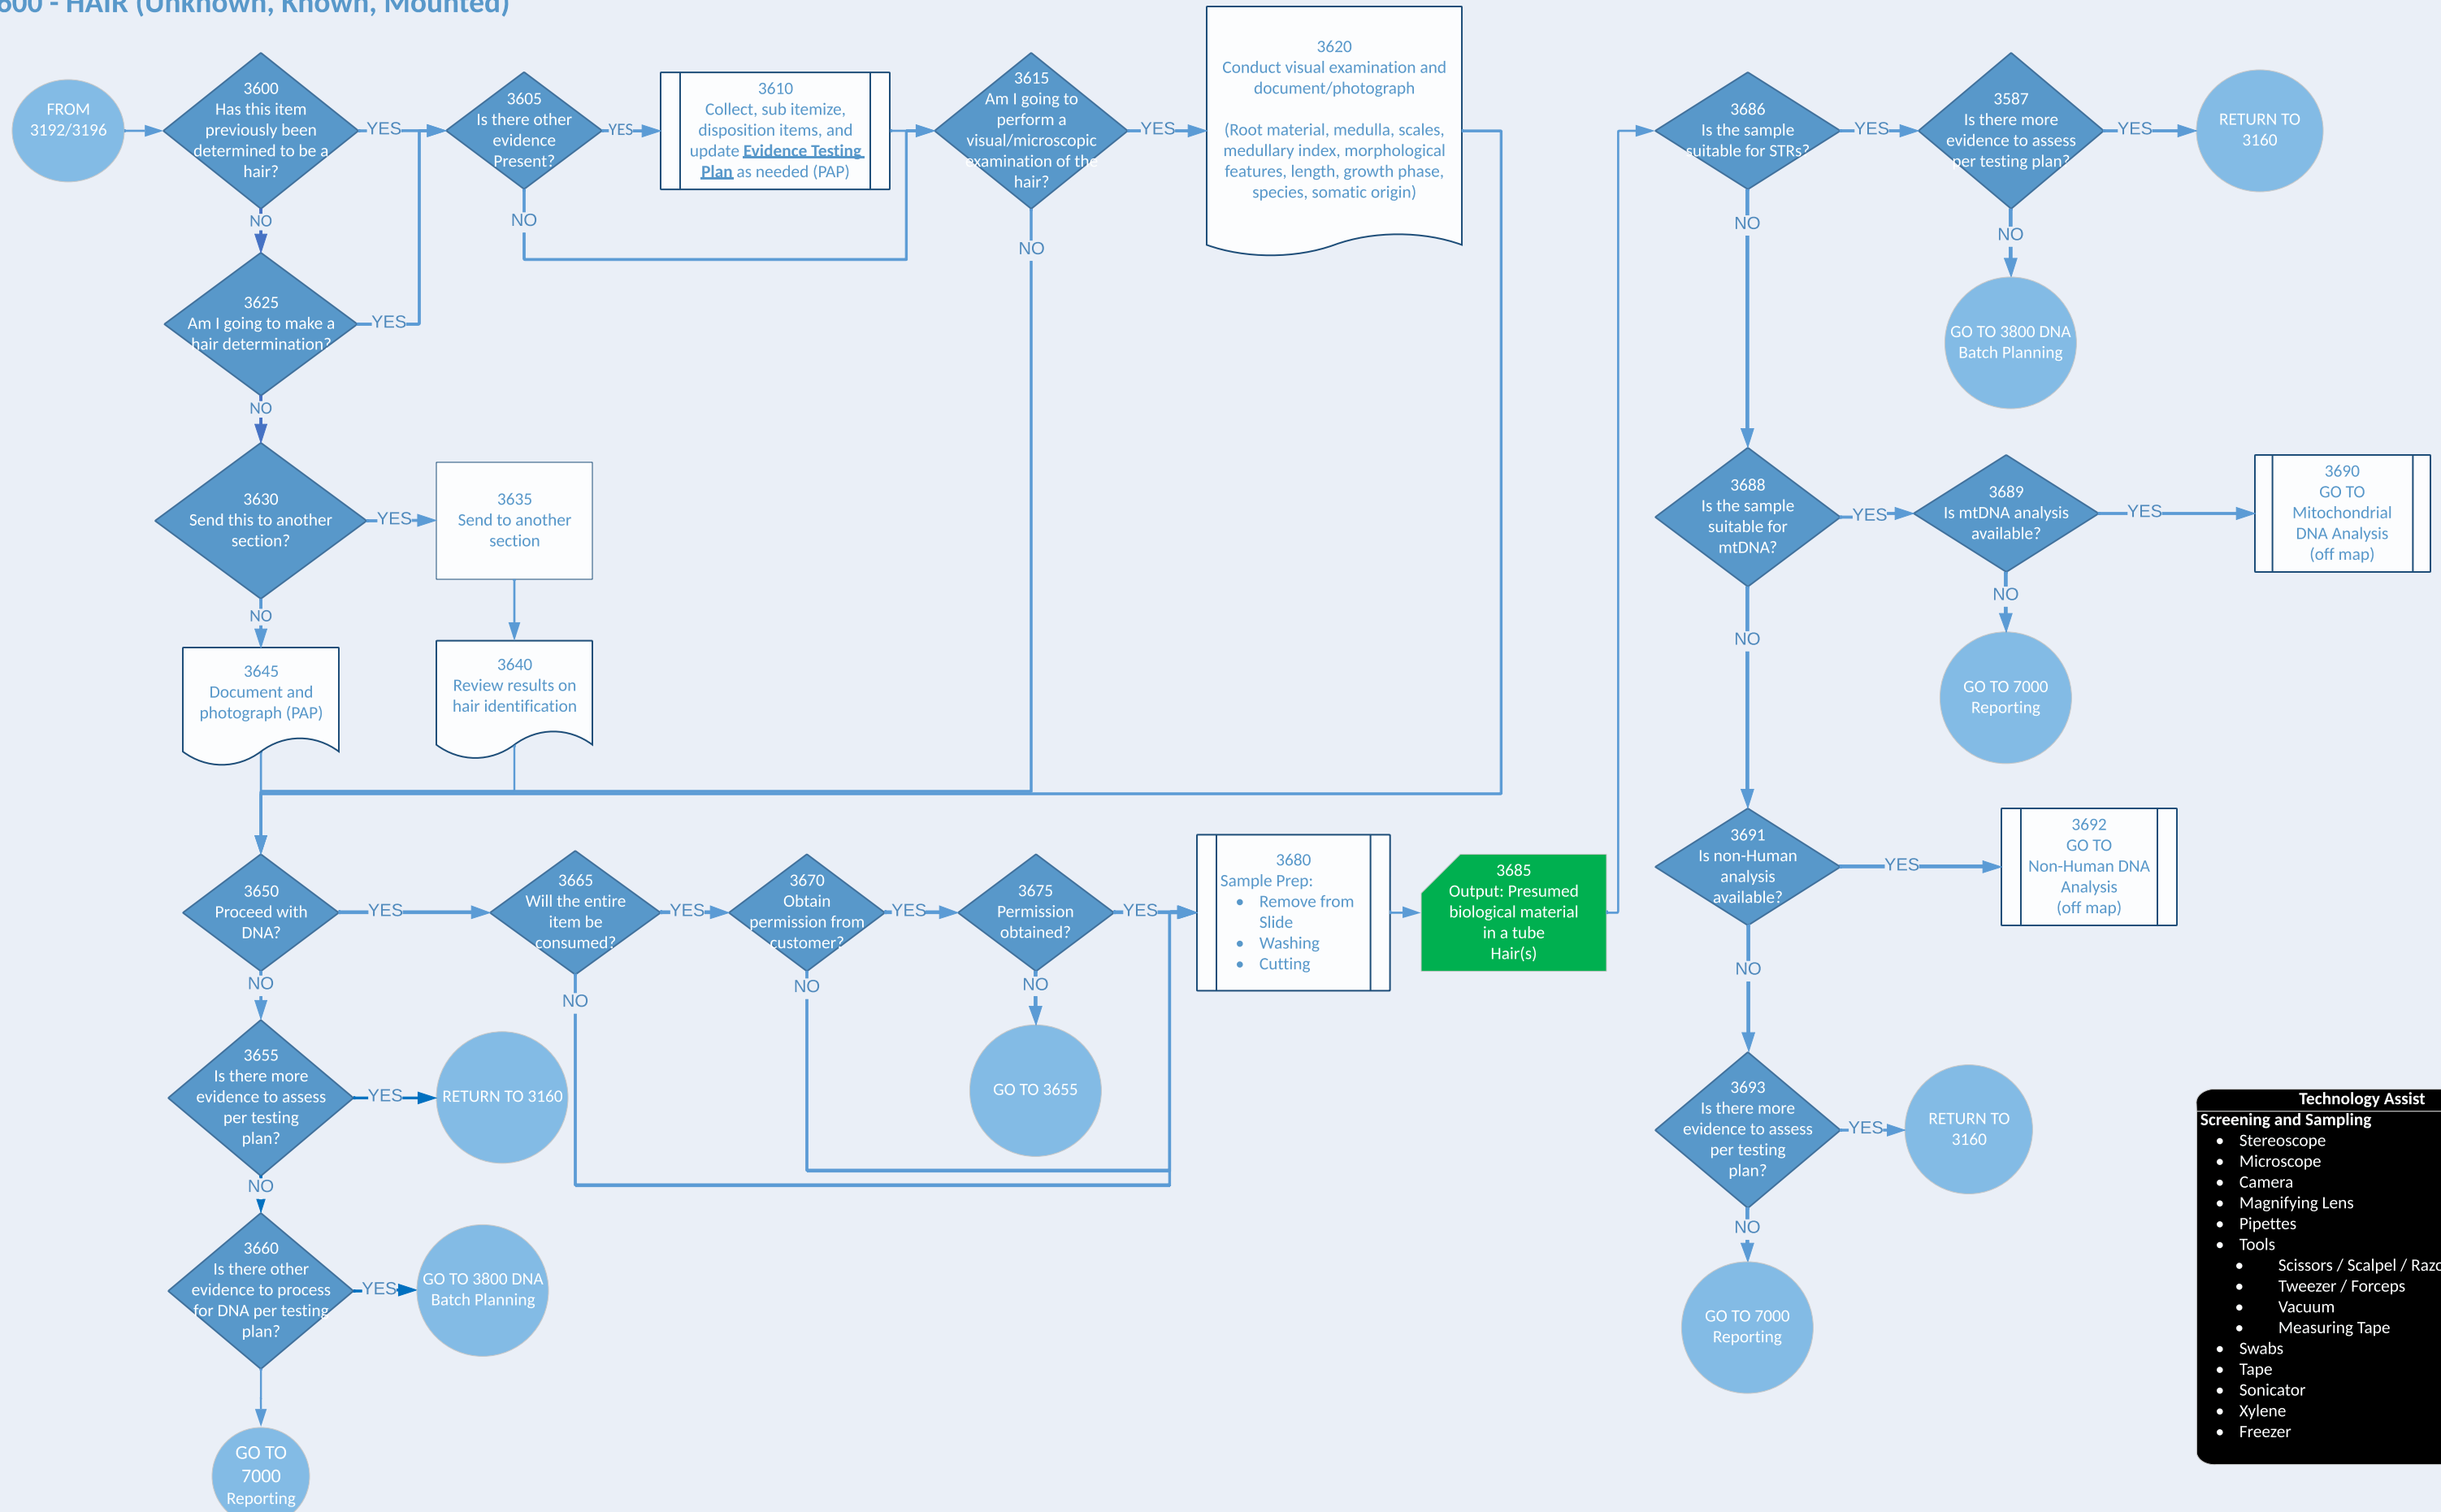 600 - HAIR (Unknown, Known, Mounted)
FROM
3192/3196
3600
Has this item
previously been
determined to be a
hair?
YES
NO
3605
Is there other
evidence
Present?
YES
NO
3610
Collect, sub itemize,
disposition items, and
update Evidence Testing
Plan as needed (PAP)
3615
Am I going to
perform a
visual/microscopic
examination of the
hair?
YES
NO
3620
Conduct visual examination and
document/photograph
(Root material, medulla, scales,
medullary index, morphological
features, length, growth phase,
species, somatic origin)
3625
Am I going to make a
hair determination?
YES
NO
3630
Send this to another
section?
YES
NO
3635
Send to another
section
3640
Review results on
hair identification
3645
Document and
photograph (PAP)
3650
Proceed with
DNA?
YES
NO
3655
Is there more
evidence to assess
per testing
plan?
YES
RETURN TO 3160
NO
3660
Is there other
evidence to process
for DNA per testing
plan?
YES
GO TO 3800 DNA
Batch Planning
GO TO
7000
Reporting
3665
Will the entire
item be
consumed?
YES
NO
3670
Obtain
permission from
customer?
YES
NO
3675
Permission
obtained?
YES
NO
GO TO 3655
3680
Sample Prep:
• Remove from
Slide
• Washing
• Cutting
3685
Output: Presumed
biological material
in a tube
Hair(s)
3686
Is the sample
suitable for STRs?
YES
NO
3587
Is there more
evidence to assess
per testing plan?
YES
RETURN TO
3160
NO
GO TO 3800 DNA
Batch Planning
3688
Is the sample
suitable for
mtDNA?
YES
NO
3689
Is mtDNA analysis
available?
YES
NO
3690
GO TO
Mitochondrial
DNA Analysis
(off map)
GO TO 7000
Reporting
3691
Is non-Human
analysis
available?
YES
NO
3692
GO TO
Non-Human DNA
Analysis
(off map)
3693
Is there more
evidence to assess
per testing
plan?
YES
RETURN TO
3160
NO
GO TO 7000
Reporting
Technology Assist
Screening and Sampling
• Stereoscope
• Microscope
• Camera
• Magnifying Lens
• Pipettes
• Tools
• Scissors / Scalpel / Razo
• Tweezer / Forceps
• Vacuum
• Measuring Tape
• Swabs
• Tape
• Sonicator
• Xylene
• Freezer